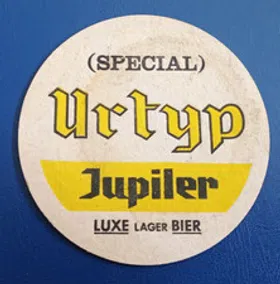 (SPECIAL)
Urtyp
Jupiler
LUXE LAGER BIER